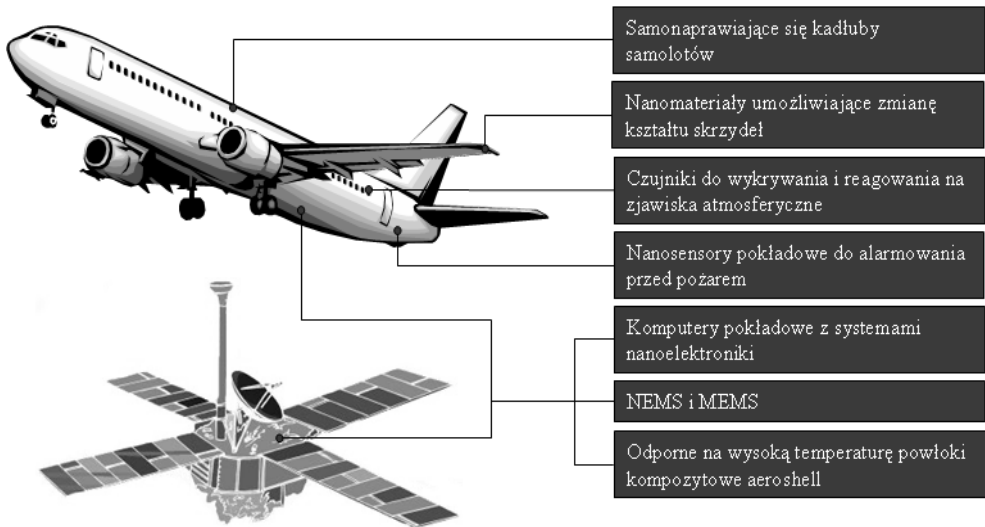 Samonaprawiające się kadłuby
samolotów
Nanomateriały umożliwiające zmianę
kształtu skrzydeł
Czujniki do wykrywania i reagowania na
zjawiska atmosferyczne
Nanosensory pokładowe do alarmowania
przed pożarem
Komputery pokładowe z systemami
nanoelektroniki
NEMS i MEMS
Odporne na wysoką temperaturę powłoki
kompozytowe aeroshell